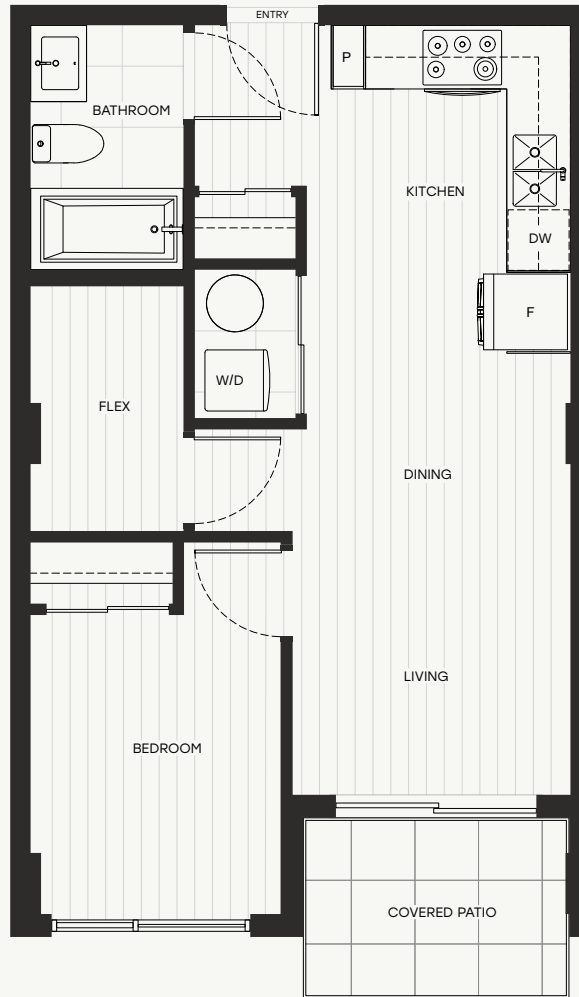 ENTRY
P
BATHROOM
KITCHEN
DW
F
W/D
FLEX
DINING
LIVING
BEDROOM
COVERED PATIO